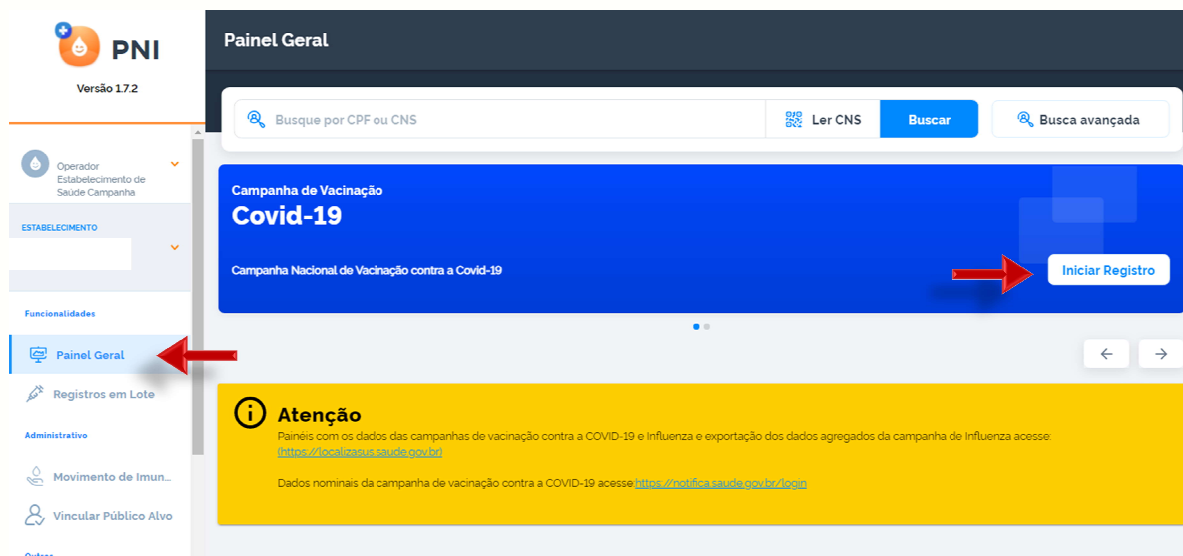 PNI
Versão 1.7.2
Operador
Estabelecimento de
Saúde Campanha
ESTABELECIMENTO
Funcionalidades
Painel Geral
Registros em Lote
Administrativo
Movimento de Imun...
Vincular Público Alvo
Outros
Painel Geral
Busque por CPF ou CNS
Ler CNS
Buscar
Busca avançada
Campanha de Vacinação
Covid-19
Campanha Nacional de Vacinação contra a Covid-19
Iniciar Registro
Atenção
Painéis com os dados das campanhas de vacinação contra a COVID-19 e Influenza e exportação dos dados agregados da campanha de Influenza acesse:
(https://localizasus.saude.gov.br)
Dados nominais da campanha de vacinação contra a COVID-19 acesse:https://notifica.saude.gov.br/login